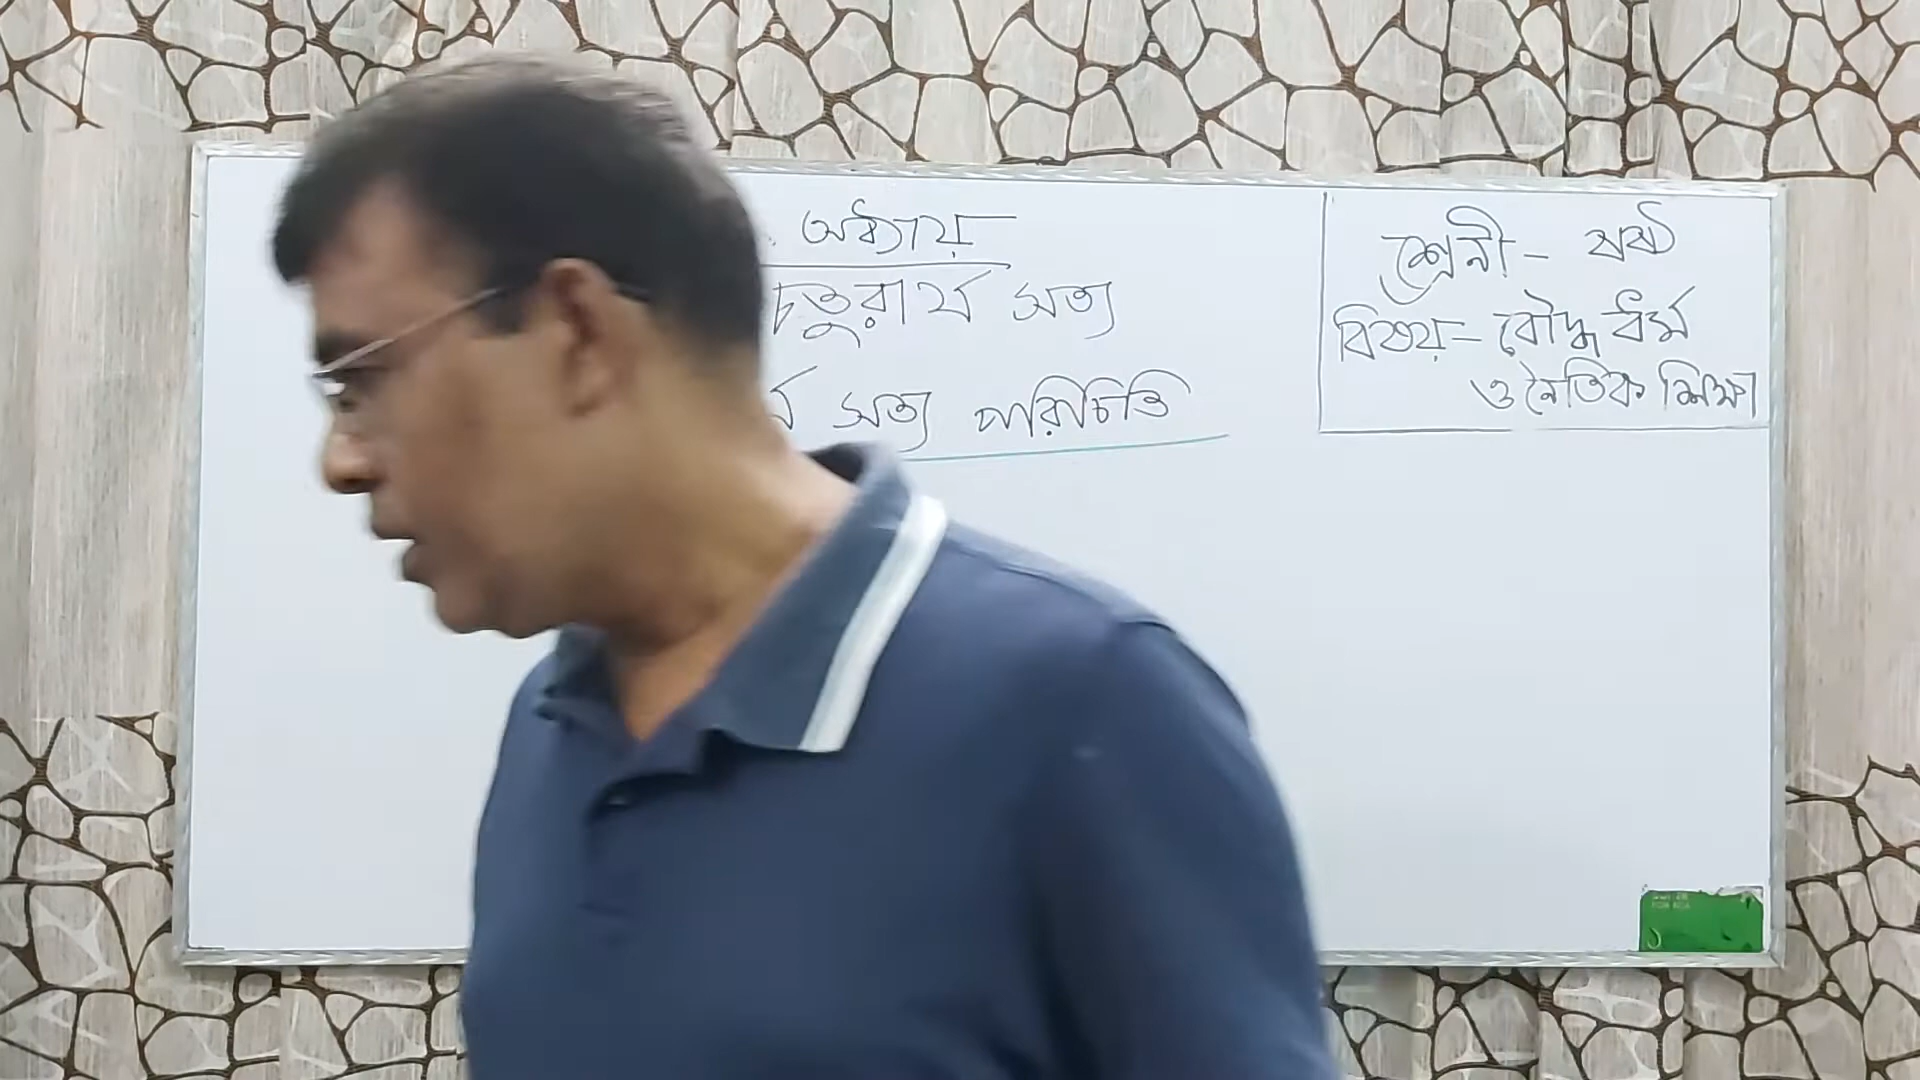 অধ্যায়
চতুরার্য সত্য
সত্য পরিচিতি
শ্রেনী - ষষ্ঠ
বিষয় - বৌদ্ধ ধর্ম
ও নৈতিক শিক্ষা